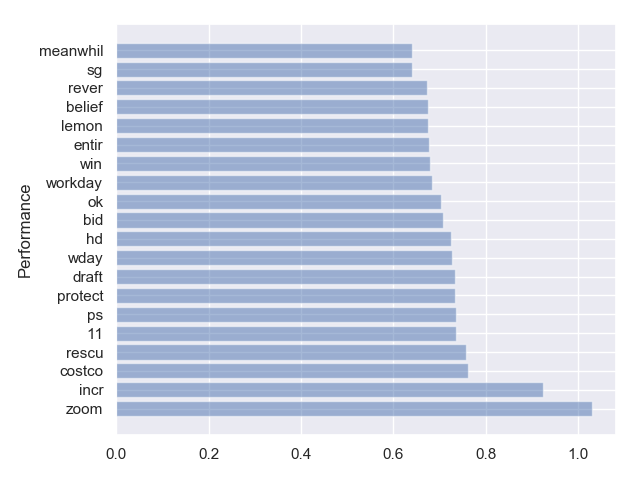 meanwhil
sg
rever
belief
lemon
entir
win
workday
ok
bid
hd
wday
draft
protect
ps
11
rescu
costco
incr
zoom
Performance
0.0 0.2 0.4 0.6 0.8 1.0